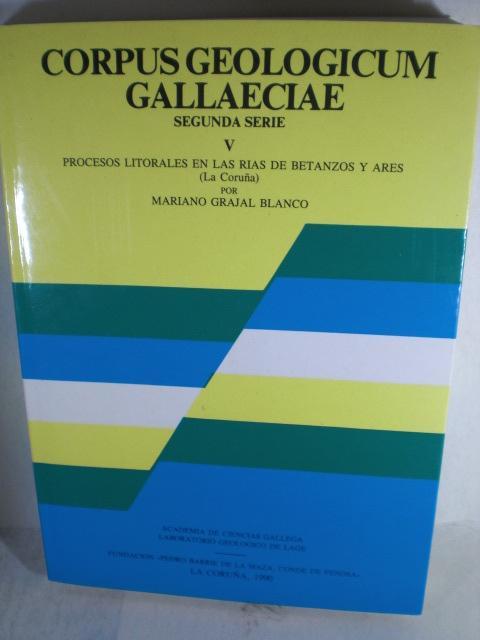 CORPUS GEOLOGICUM
GALLAECIAE
SEGUNDA SERIE
V
PROCESOS LITORALES EN LAS RIAS DE BETANZOS Y ARES
(La Coruña)
POR
MARIANO GRAJAL BLANCO
ACADEMIA DE CIENCIAS GALLEGA
LABORATORIO GEOLOGICO DE LAGE
FUNDACION «PEDRO BARRIE DE LA MAZA, CONDE DE FENOSA»
LA CORUÑA, 1990